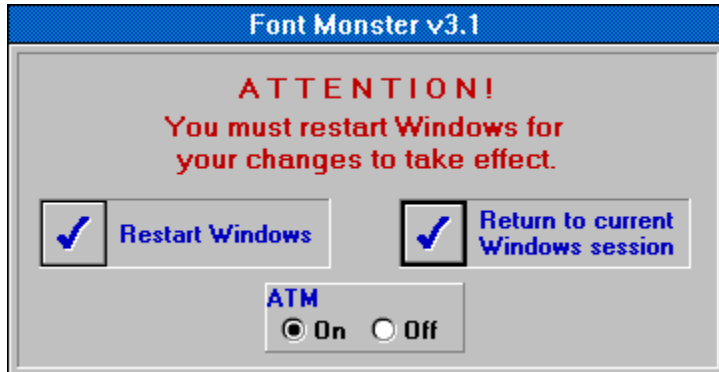 Font Monster v3.1
ATTENTION!
You must restart Windows for
your changes to take effect.
Restart Windows
Return to current
Windows session
ATM
On Off